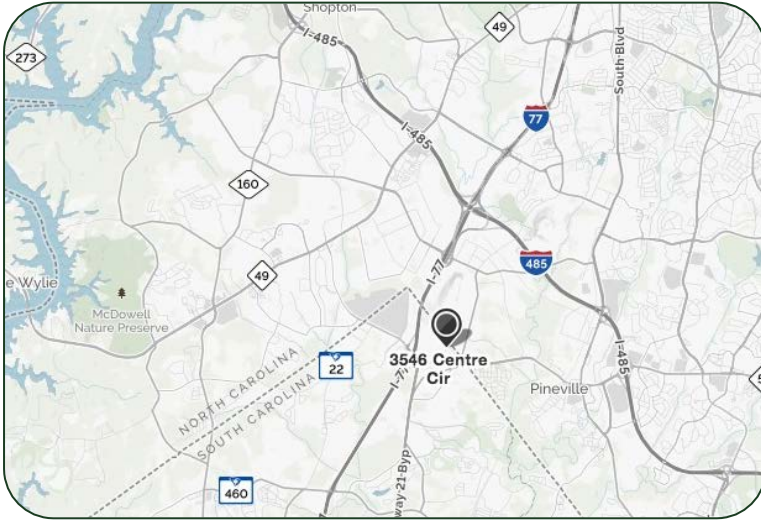 Shopton
273
I-485
49
South Blvd
I-485
77
160
49
I-77
485
e Wylie
McDowell
Nature Preserve
NORTH CAROLINA
SOUTH CAROLINA
22
3546 Centre
Cir
I-77
I-485
Pineville
5
460
way-21-Byp